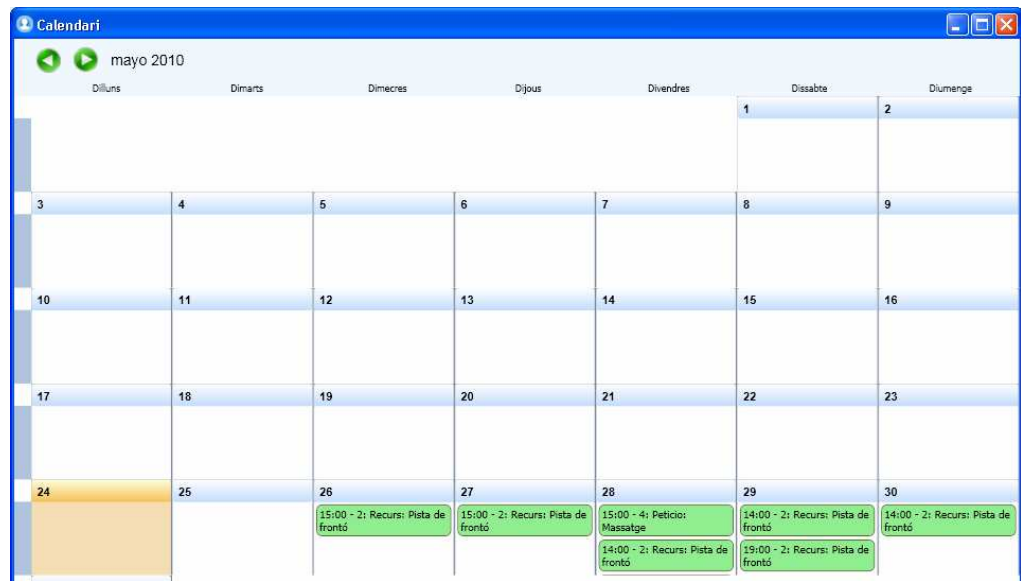 Calendari
mayo 2010
Dilluns Dimarts Dimecres Dijous Divendres Dissabte Diumenge
1 2
3 4 5 6 7 8 9
10 11 12 13 14 15 16
17 18 19 20 21 22 23
24 25 26 27 28 29 30
15:00 - 2: Recurs: Pista de
frontó
15:00 - 2: Recurs: Pista de
frontó
15:00 - 4: Peticio:
Massatge
14:00 - 2: Recurs: Pista de
frontó
14:00 - 2: Recurs: Pista de
frontó
14:00 - 2: Recurs: Pista de
frontó
19:00 - 2: Recurs: Pista de
frontó